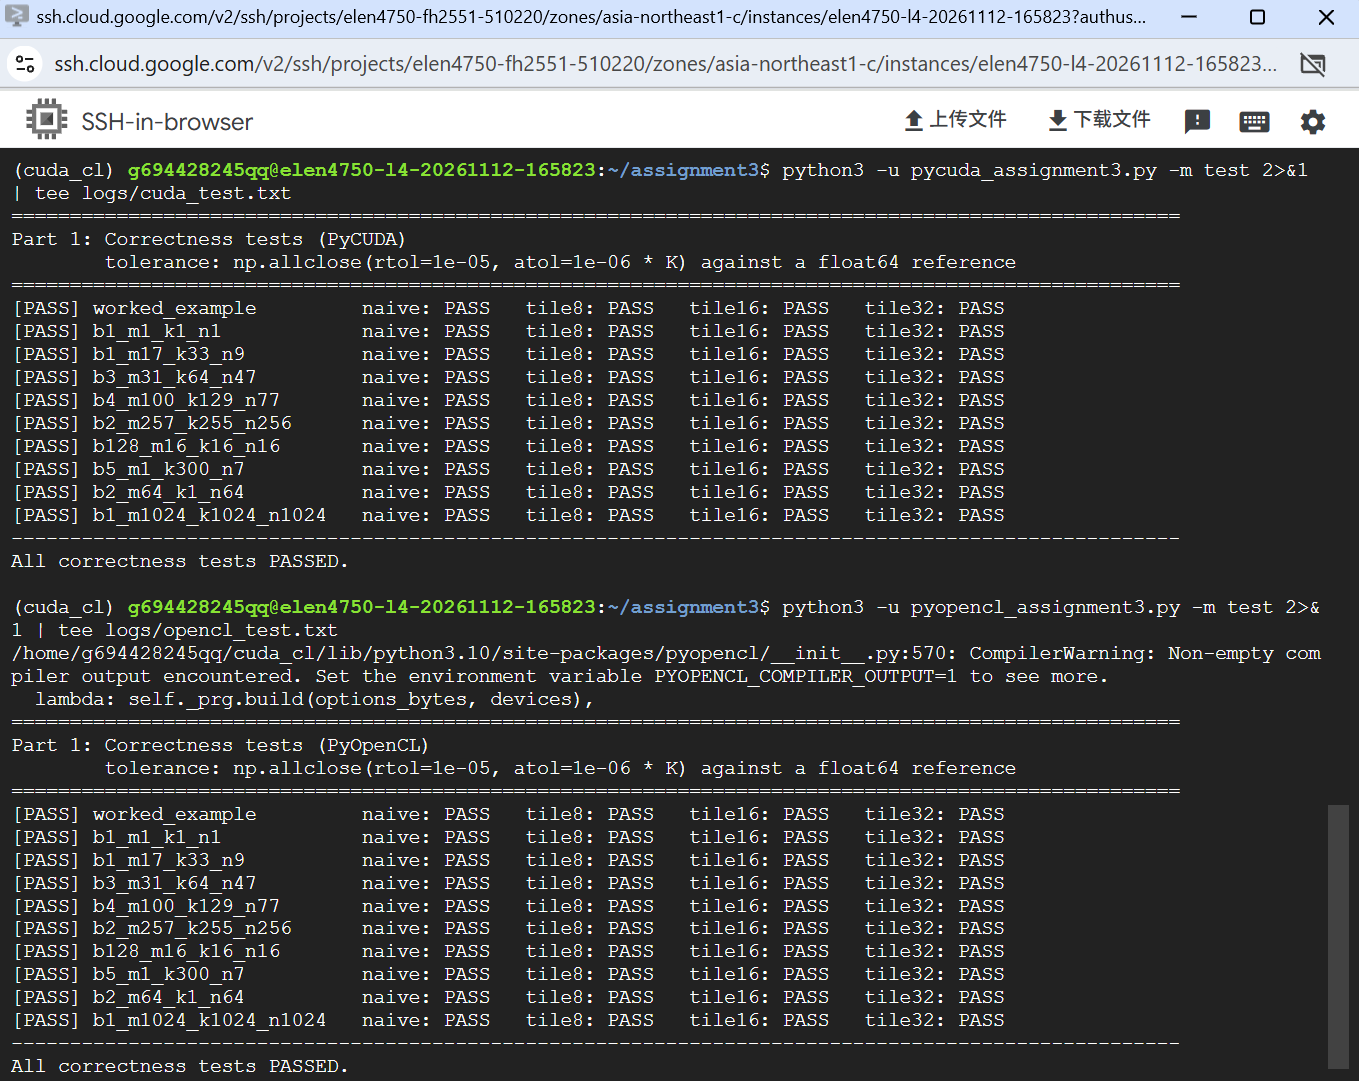 ssh.cloud.google.com/v2/ssh/projects/elen4750-fh2551-510220/zones/asia-northeast1-c/instances/elen4750-l4-20261112-165823?authus...
ssh.cloud.google.com/v2/ssh/projects/elen4750-fh2551-510220/zones/asia-northeast1-c/instances/elen4750-l4-20261112-165823...
SSH-in-browser
上传文件
下载文件
(cuda_cl) g694428245qq@elen4750-l4-20261112-165823:~/assignment3$ python3 -u pycuda_assignment3.py -m test 2>&1
| tee logs/cuda_test.txt
====================================================================================================
Part 1: Correctness tests (PyCUDA)
        tolerance: np.allclose(rtol=1e-05, atol=1e-06 * K) against a float64 reference
====================================================================================================
[PASS] worked_example         naive: PASS   tile8: PASS   tile16: PASS   tile32: PASS
[PASS] b1_m1_k1_n1            naive: PASS   tile8: PASS   tile16: PASS   tile32: PASS
[PASS] b1_m17_k33_n9          naive: PASS   tile8: PASS   tile16: PASS   tile32: PASS
[PASS] b3_m31_k64_n47         naive: PASS   tile8: PASS   tile16: PASS   tile32: PASS
[PASS] b4_m100_k129_n77       naive: PASS   tile8: PASS   tile16: PASS   tile32: PASS
[PASS] b2_m257_k255_n256      naive: PASS   tile8: PASS   tile16: PASS   tile32: PASS
[PASS] b128_m16_k16_n16       naive: PASS   tile8: PASS   tile16: PASS   tile32: PASS
[PASS] b5_m1_k300_n7          naive: PASS   tile8: PASS   tile16: PASS   tile32: PASS
[PASS] b2_m64_k1_n64          naive: PASS   tile8: PASS   tile16: PASS   tile32: PASS
[PASS] b1_m1024_k1024_n1024   naive: PASS   tile8: PASS   tile16: PASS   tile32: PASS
----------------------------------------------------------------------------------------------------
All correctness tests PASSED.
(cuda_cl) g694428245qq@elen4750-l4-20261112-165823:~/assignment3$ python3 -u pyopencl_assignment3.py -m test 2>&
1 | tee logs/opencl_test.txt
/home/g694428245qq/cuda_cl/lib/python3.10/site-packages/pyopencl/__init__.py:570: CompilerWarning: Non-empty com
piler output encountered. Set the environment variable PYOPENCL_COMPILER_OUTPUT=1 to see more.
  lambda: self._prg.build(options_bytes, devices),
====================================================================================================
Part 1: Correctness tests (PyOpenCL)
        tolerance: np.allclose(rtol=1e-05, atol=1e-06 * K) against a float64 reference
====================================================================================================
[PASS] worked_example         naive: PASS   tile8: PASS   tile16: PASS   tile32: PASS
[PASS] b1_m1_k1_n1            naive: PASS   tile8: PASS   tile16: PASS   tile32: PASS
[PASS] b1_m17_k33_n9          naive: PASS   tile8: PASS   tile16: PASS   tile32: PASS
[PASS] b3_m31_k64_n47         naive: PASS   tile8: PASS   tile16: PASS   tile32: PASS
[PASS] b4_m100_k129_n77       naive: PASS   tile8: PASS   tile16: PASS   tile32: PASS
[PASS] b2_m257_k255_n256      naive: PASS   tile8: PASS   tile16: PASS   tile32: PASS
[PASS] b128_m16_k16_n16       naive: PASS   tile8: PASS   tile16: PASS   tile32: PASS
[PASS] b5_m1_k300_n7          naive: PASS   tile8: PASS   tile16: PASS   tile32: PASS
[PASS] b2_m64_k1_n64          naive: PASS   tile8: PASS   tile16: PASS   tile32: PASS
[PASS] b1_m1024_k1024_n1024   naive: PASS   tile8: PASS   tile16: PASS   tile32: PASS
----------------------------------------------------------------------------------------------------
All correctness tests PASSED.